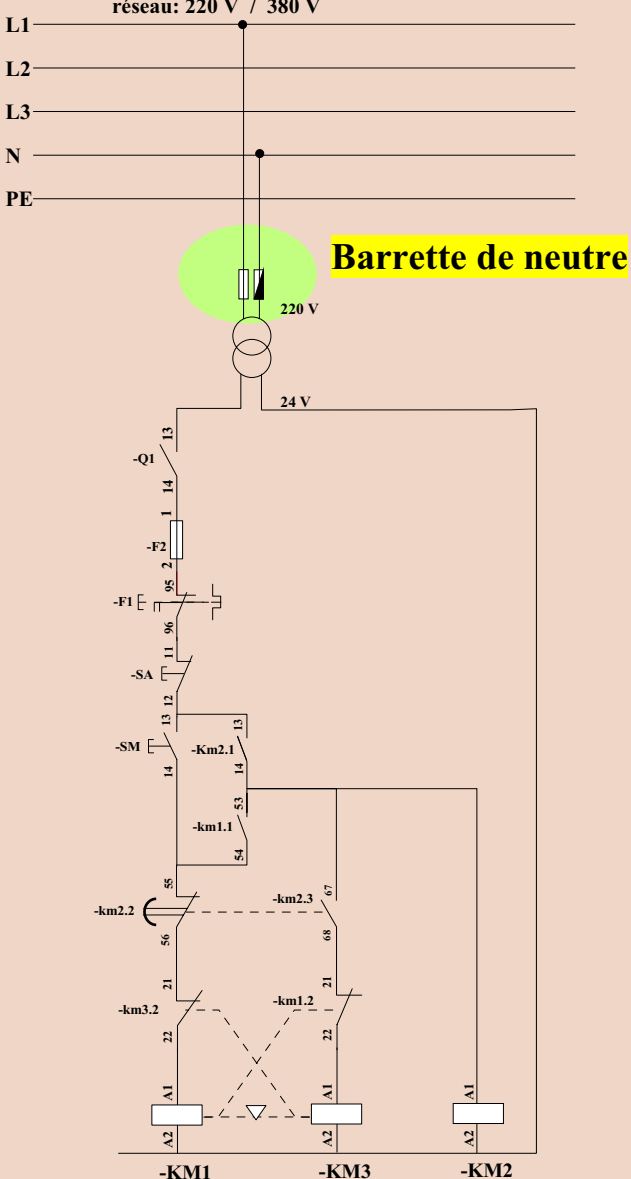 réseau: 220 V / 380 V
L1
L2
L3
N
PE
Barrette de neutre
220 V
24 V
13
-Q1
14
1
-F2
2
95
-F1
96
11
-SA
12
13
-SM
14
13
-Km2.1
14
53
-km1.1
54
55
-km2.2
56
67
-km2.3
68
21
-km3.2
22
21
-km1.2
22
A1
A1
A1
A2
A2
A2
-KM1
-KM3
-KM2